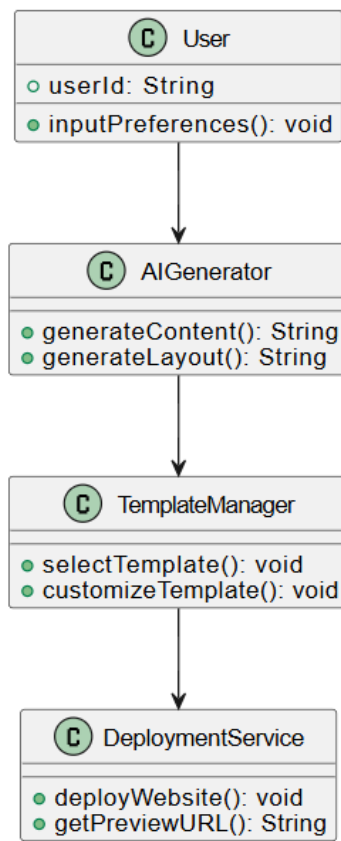 C User
userId: String
inputPreferences(): void
C AIGenerator
generateContent(): String
generateLayout(): String
C TemplateManager
selectTemplate(): void
customizeTemplate(): void
C DeploymentService
deployWebsite(): void
getPreviewURL(): String